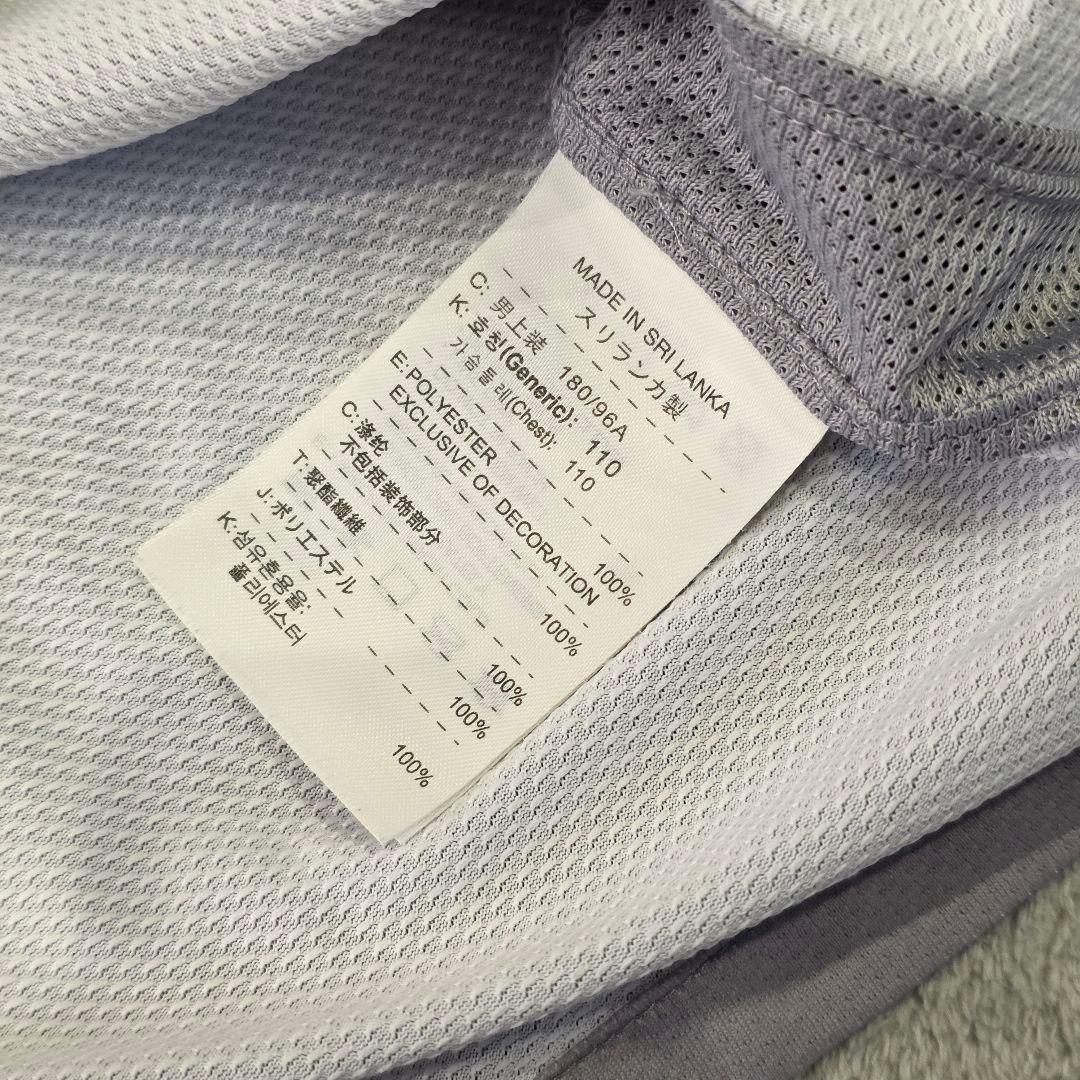 MADE IN SRI LANKA
スリランカ製
C: 男上装 180/96A
K: 호칭(Generic): 110
가슴둘레(Chest): 110
E:POLYESTER 100%
EXCLUSIVE OF DECORATION
C:涤纶 100%
不包括装饰部分
T:聚酯纖維 100%
J:ポリエステル 100%
K:섬유혼용율:
폴리에스터 100%